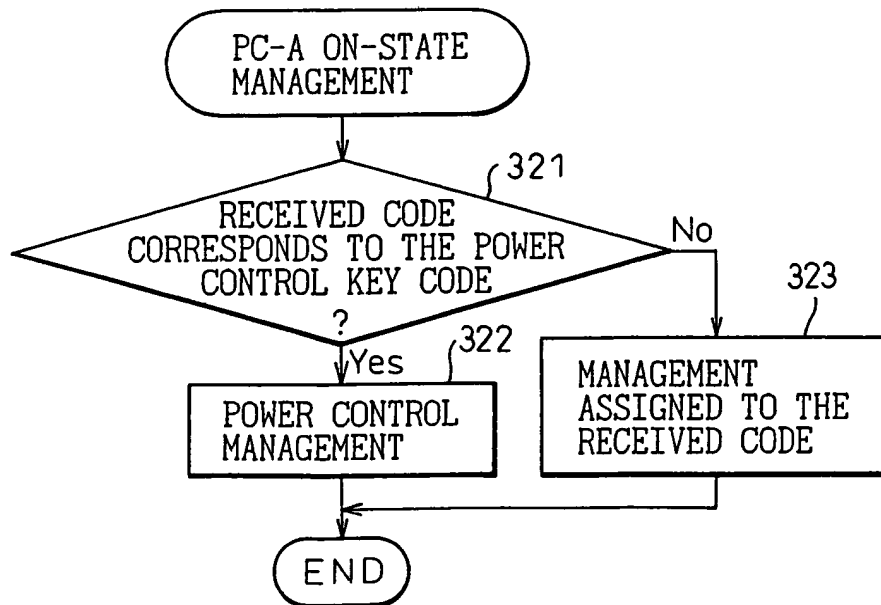 PC-A ON-STATE
MANAGEMENT
321
RECEIVED CODE
CORRESPONDS TO THE POWER
CONTROL KEY CODE
?
No
Yes
322
323
POWER CONTROL
MANAGEMENT
MANAGEMENT
ASSIGNED TO THE
RECEIVED CODE
END